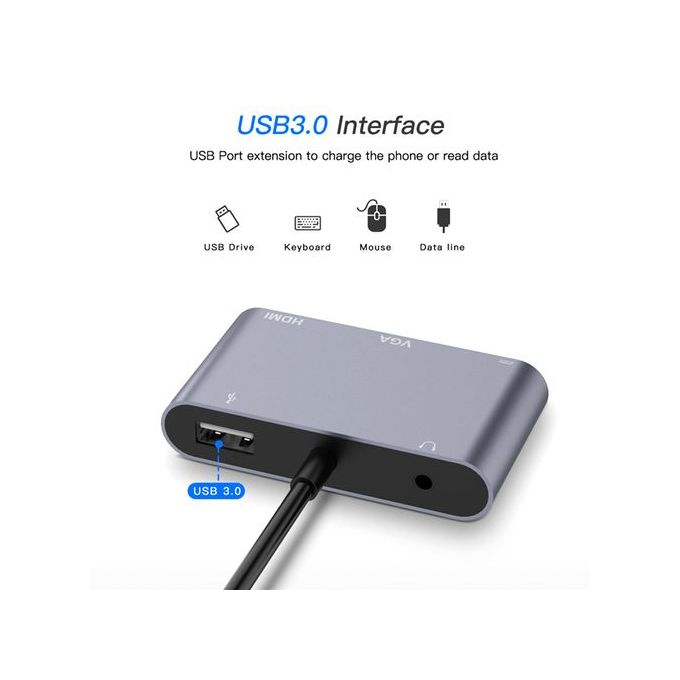 USB3.0 Interface
USB Port extension to charge the phone or read data
USB Drive Keyboard Mouse Data line
HDMI
VGA
USB 3.0